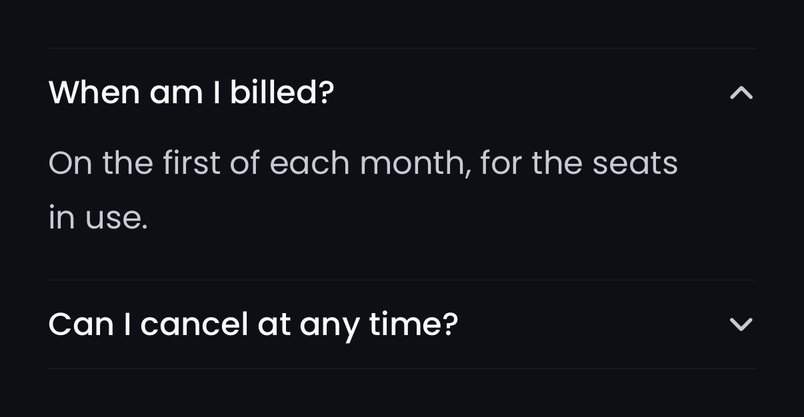 When am I billed?
On the first of each month, for the seats
in use.
Can I cancel at any time?